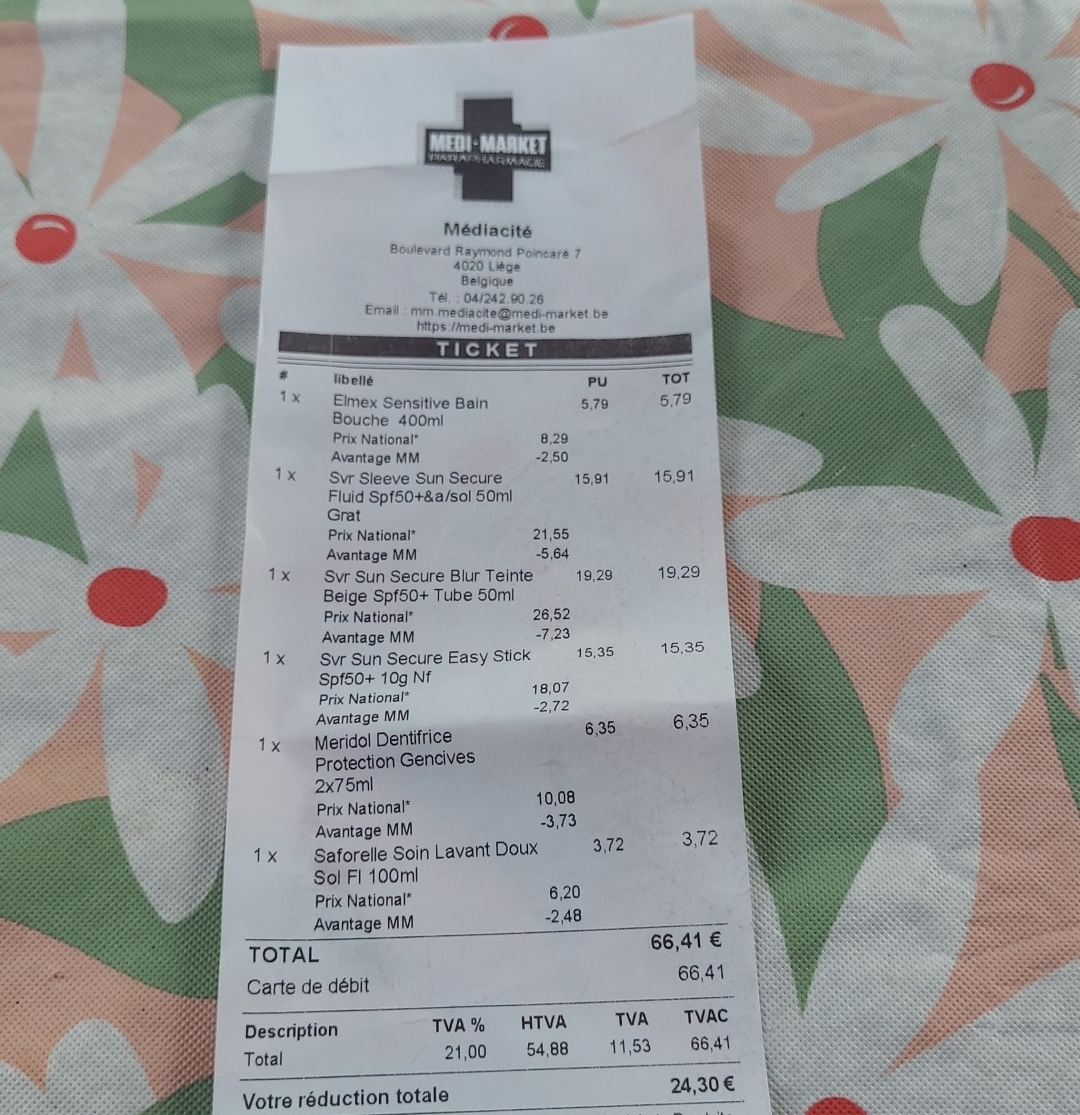 MEDI-MARKET
PARAPHARMACIE
Médiacité
Boulevard Raymond Poincaré 7
4020 Liège
Belgique
Tél. : 04/242.90.26
Email : mm.mediacite@medi-market.be
https://medi-market.be
TICKET
# libellé PU TOT
1 x Elmex Sensitive Bain 5,79 5,79
Bouche 400ml
Prix National* 8,29
Avantage MM -2,50
1 x Svr Sleeve Sun Secure 15,91 15,91
Fluid Spf50+&a/sol 50ml
Grat
Prix National* 21,55
Avantage MM -5,64
1 x Svr Sun Secure Blur Teinte 19,29 19,29
Beige Spf50+ Tube 50ml
Prix National* 26,52
Avantage MM -7,23
1 x Svr Sun Secure Easy Stick 15,35 15,35
Spf50+ 10g Nf
Prix National* 18,07
Avantage MM -2,72
1 x Meridol Dentifrice 6,35 6,35
Protection Gencives
2x75ml
Prix National* 10,08
Avantage MM -3,73
1 x Saforelle Soin Lavant Doux 3,72 3,72
Sol Fl 100ml
Prix National* 6,20
Avantage MM -2,48
TOTAL 66,41 €
Carte de débit 66,41
Description TVA % HTVA TVA TVAC
Total 21,00 54,88 11,53 66,41
Votre réduction totale 24,30 €